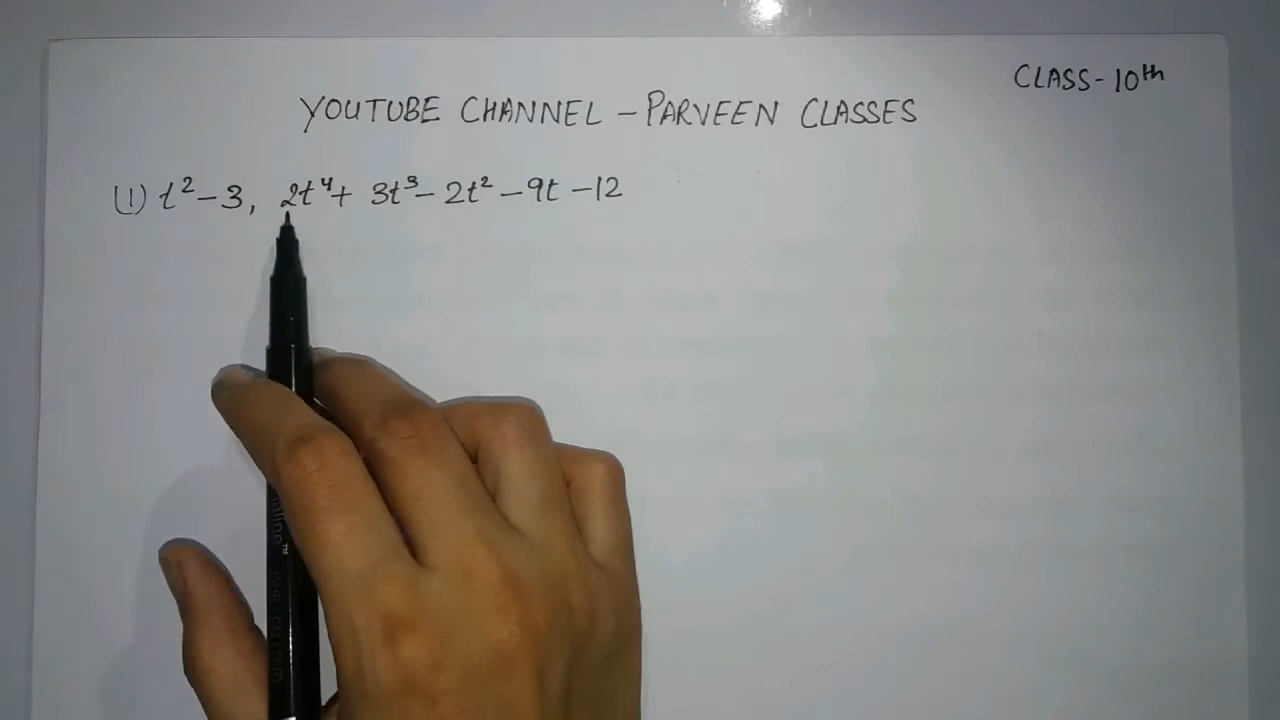 CLASS-10th
YOUTUBE CHANNEL - PARVEEN CLASSES
(1) t² - 3, 2t⁴ + 3t³ - 2t² - 9t - 12